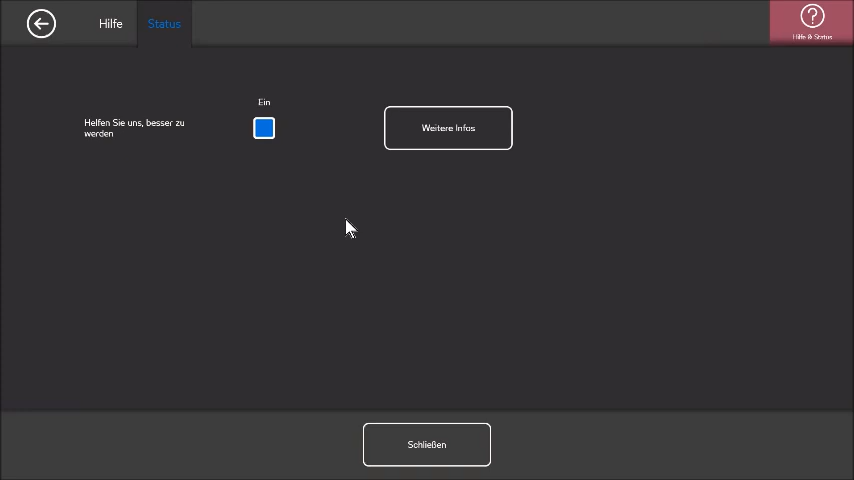 Hilfe
Status
Hilfe & Status
Ein
Helfen Sie uns, besser zu
werden
Weitere Infos
Schließen